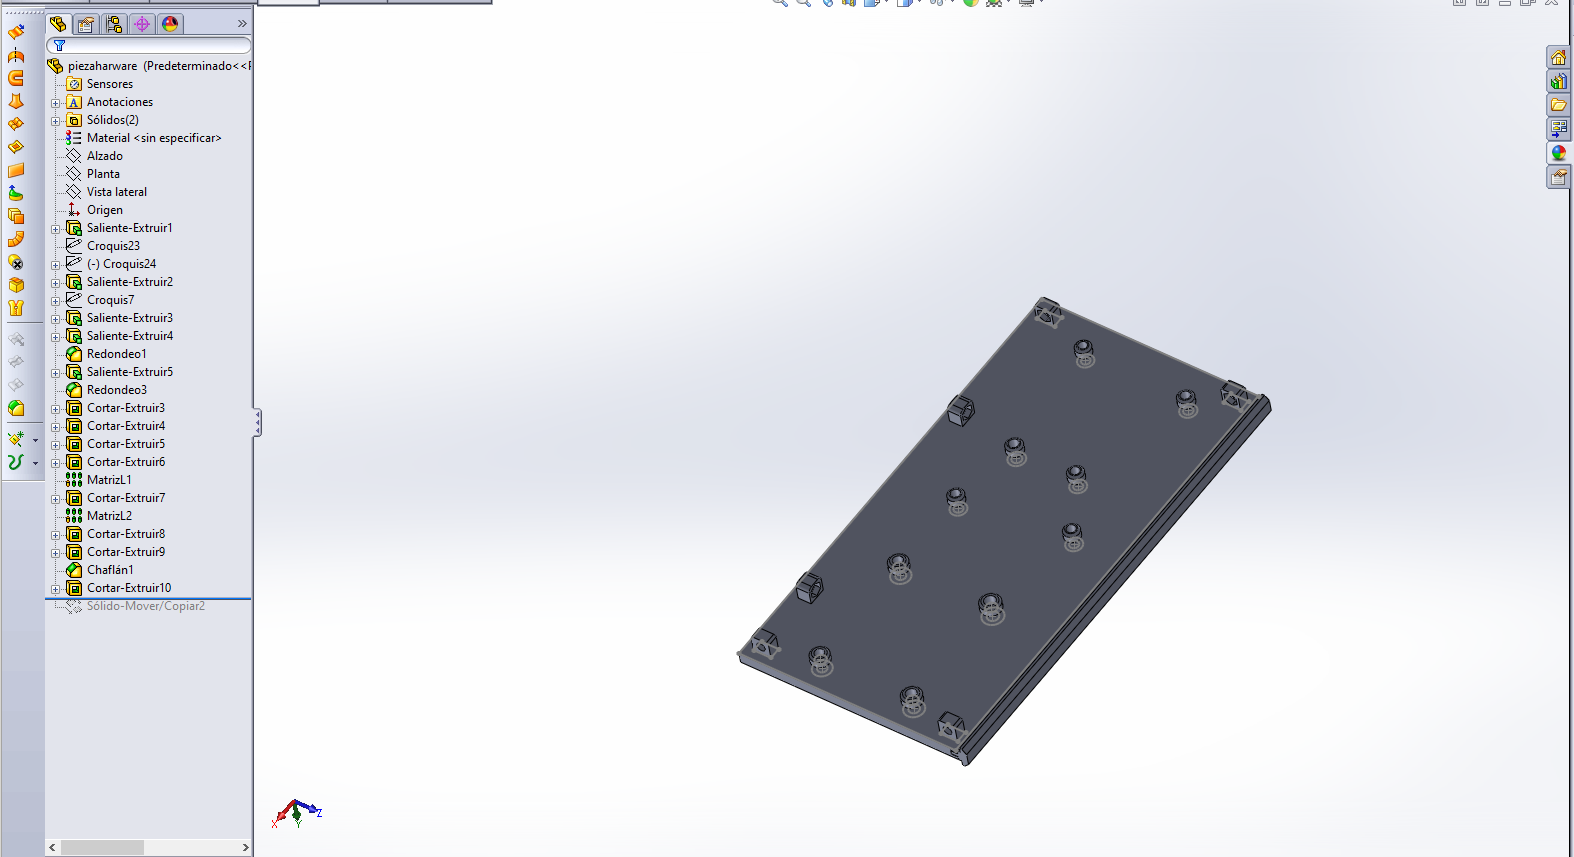 piezaharware (Predeterminado<<
Sensores
Anotaciones
Sólidos(2)
Material <sin especificar>
Alzado
Planta
Vista lateral
Origen
Saliente-Extruir1
Croquis23
(-) Croquis24
Saliente-Extruir2
Croquis7
Saliente-Extruir3
Saliente-Extruir4
Redondeo1
Saliente-Extruir5
Redondeo3
Cortar-Extruir3
Cortar-Extruir4
Cortar-Extruir5
Cortar-Extruir6
MatrizL1
Cortar-Extruir7
MatrizL2
Cortar-Extruir8
Cortar-Extruir9
Chaflán1
Cortar-Extruir10
Sólido-Mover/Copiar2
X Y Z